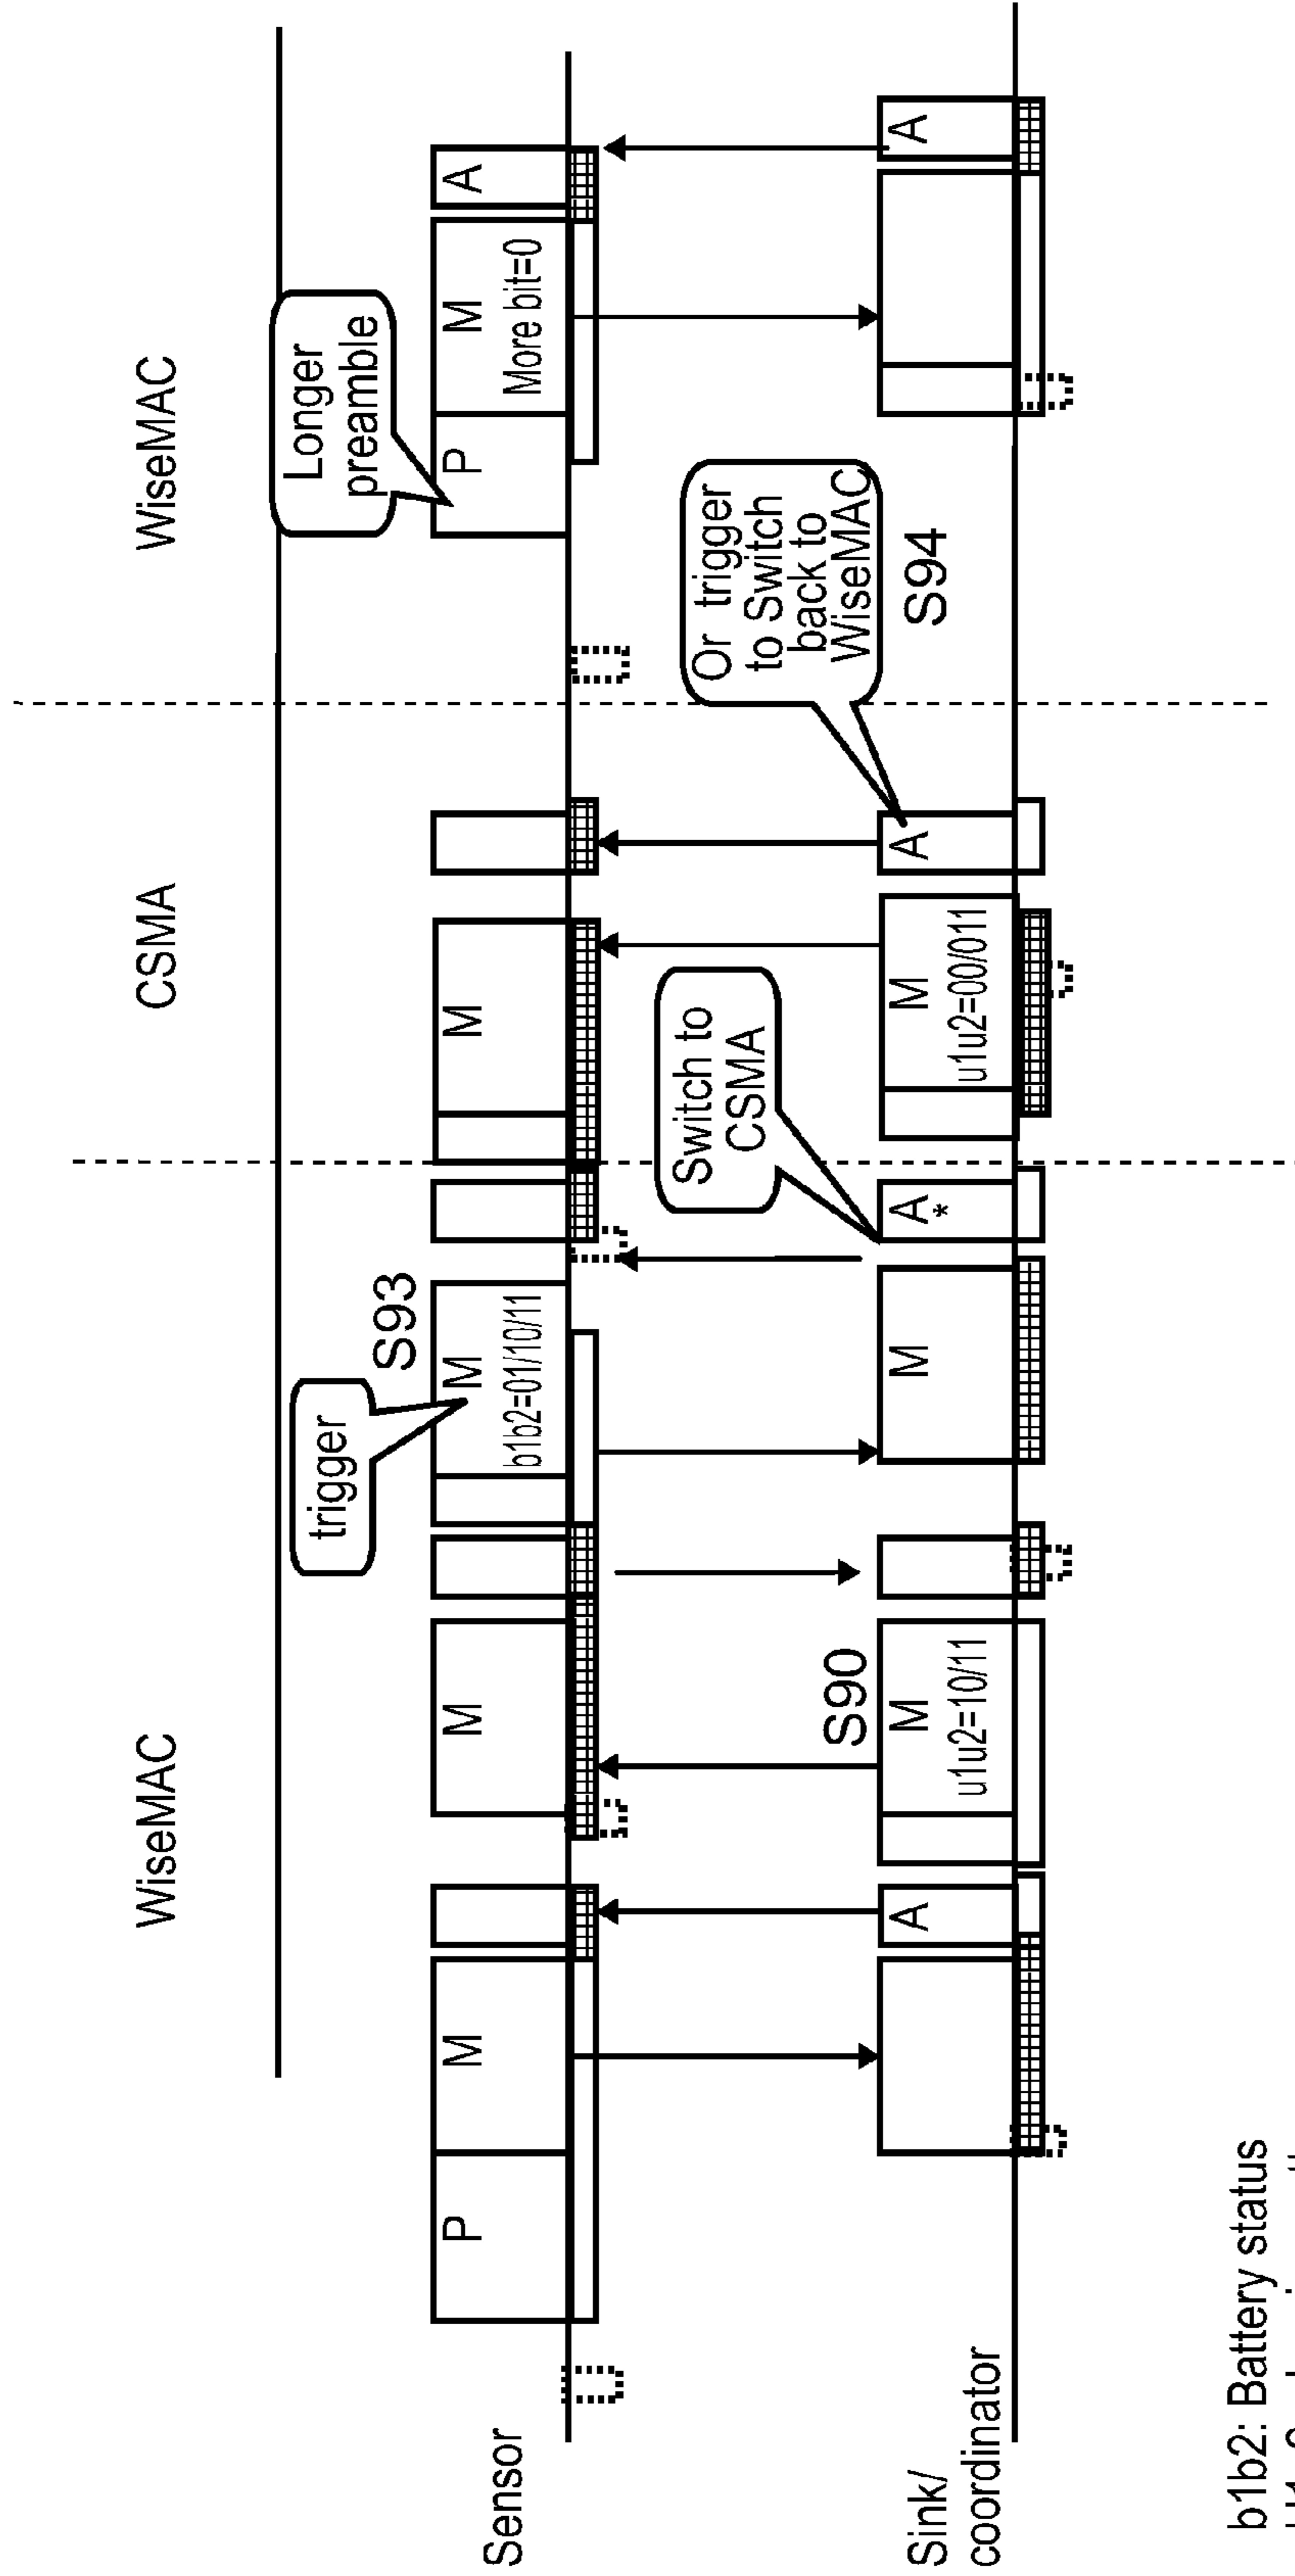 WiseMAC
CSMA
WiseMAC
Longer
preamble
trigger
S93
Sensor
P
M
M
M
b1b2=01/10/11
M
P
M
More bit=0
A
Switch to
CSMA
Or trigger
to Switch
back to
WiseMAC
S90
S94
Sink/
coordinator
A
M
u1u2=10/11
M
A
*
M
u1u2=00/011
A
A
b1b2: Battery status